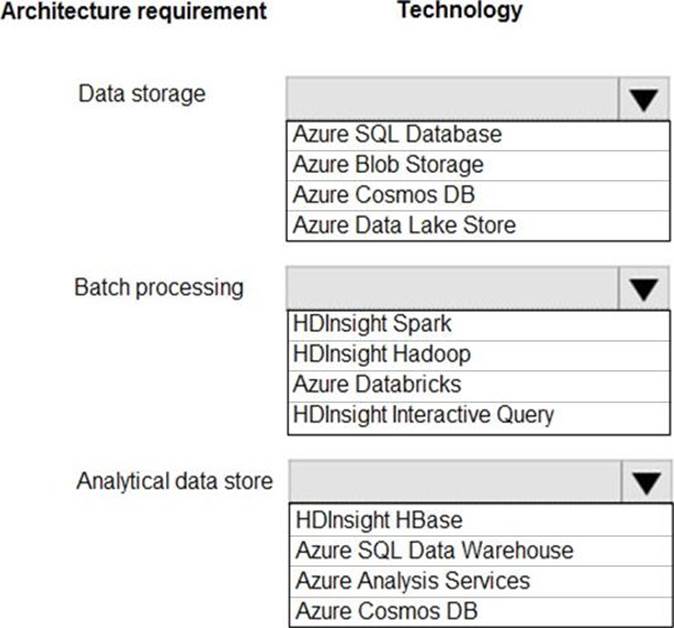 Architecture requirement Technology
Data storage
Azure SQL Database
Azure Blob Storage
Azure Cosmos DB
Azure Data Lake Store
Batch processing
HDInsight Spark
HDInsight Hadoop
Azure Databricks
HDInsight Interactive Query
Analytical data store
HDInsight HBase
Azure SQL Data Warehouse
Azure Analysis Services
Azure Cosmos DB